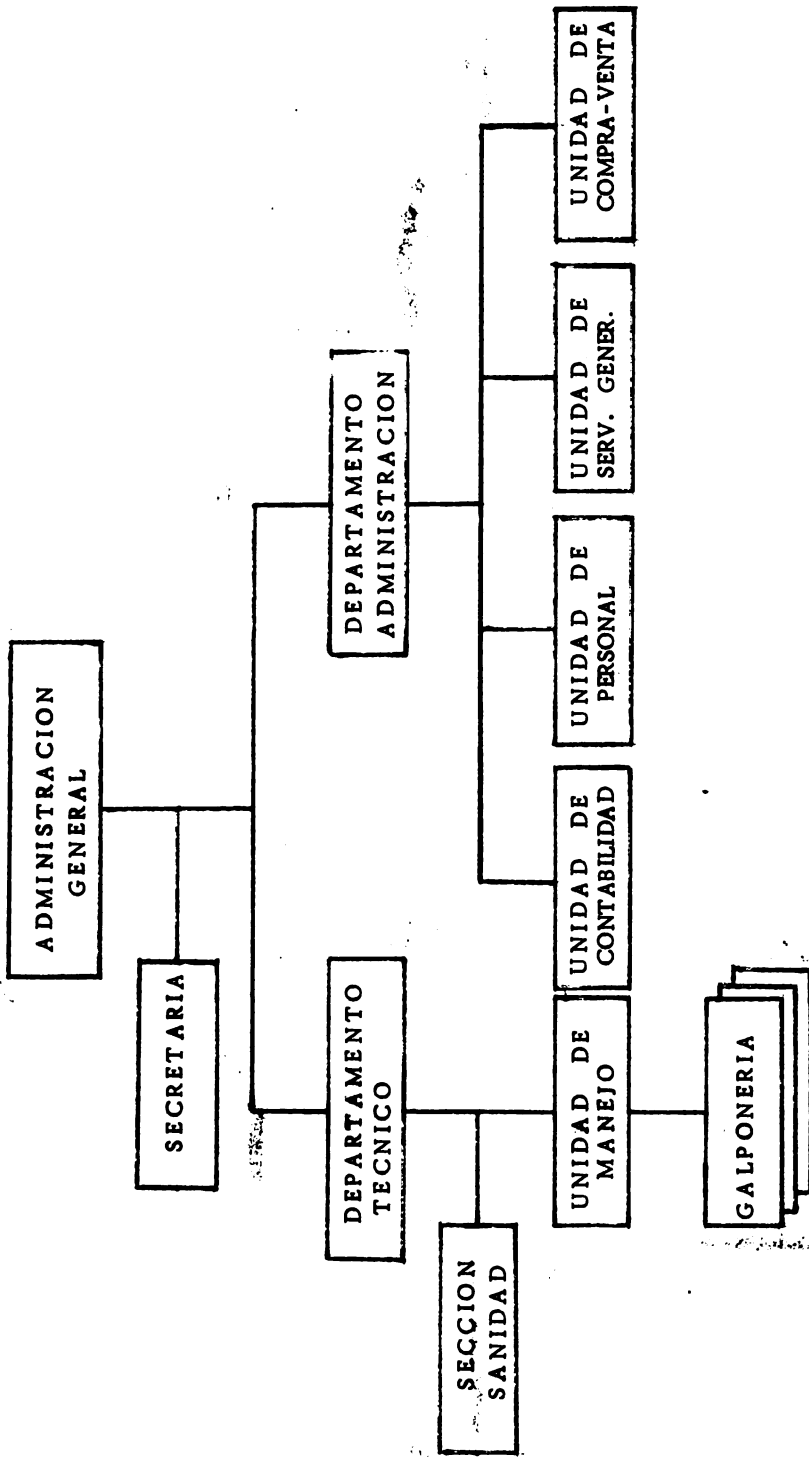 ADMINISTRACION
GENERAL
SECRETARIA
DEPARTAMENTO
TECNICO
DEPARTAMENTO
ADMINISTRACION
SECCION
SANIDAD
UNIDAD DE
MANEJO
UNIDAD DE
CONTABILIDAD
UNIDAD DE
PERSONAL
UNIDAD DE
SERV. GENER.
UNIDAD DE
COMPRA-VENTA
GALPONERIA